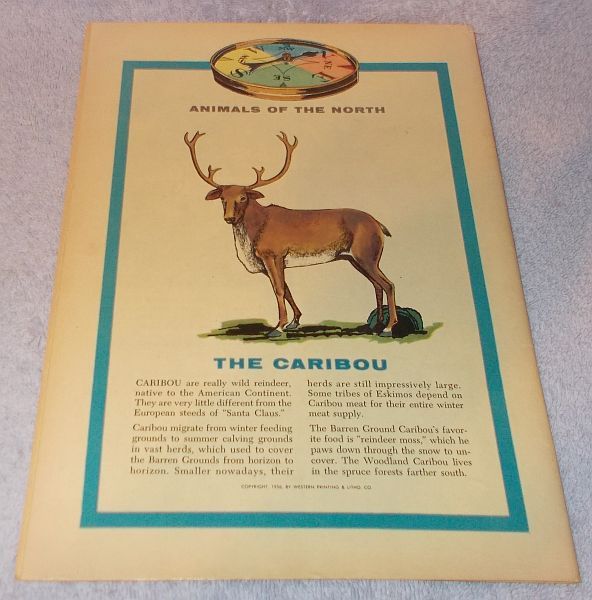 NW
NE
SE
S
ANIMALS OF THE NORTH
THE CARIBOU
CARIBOU are really wild reindeer,
native to the American Continent.
They are very little different from the
European steeds of "Santa Claus."
Caribou migrate from winter feeding
grounds to summer calving grounds
in vast herds, which used to cover
the Barren Grounds from horizon to
horizon. Smaller nowadays, their
herds are still impressively large.
Some tribes of Eskimos depend on
Caribou meat for their entire winter
meat supply.
The Barren Ground Caribou's favor-
ite food is "reindeer moss," which he
paws down through the snow to un-
cover. The Woodland Caribou lives
in the spruce forests farther south.
COPYRIGHT, 1956, BY WESTERN PRINTING & LITHO. CO.